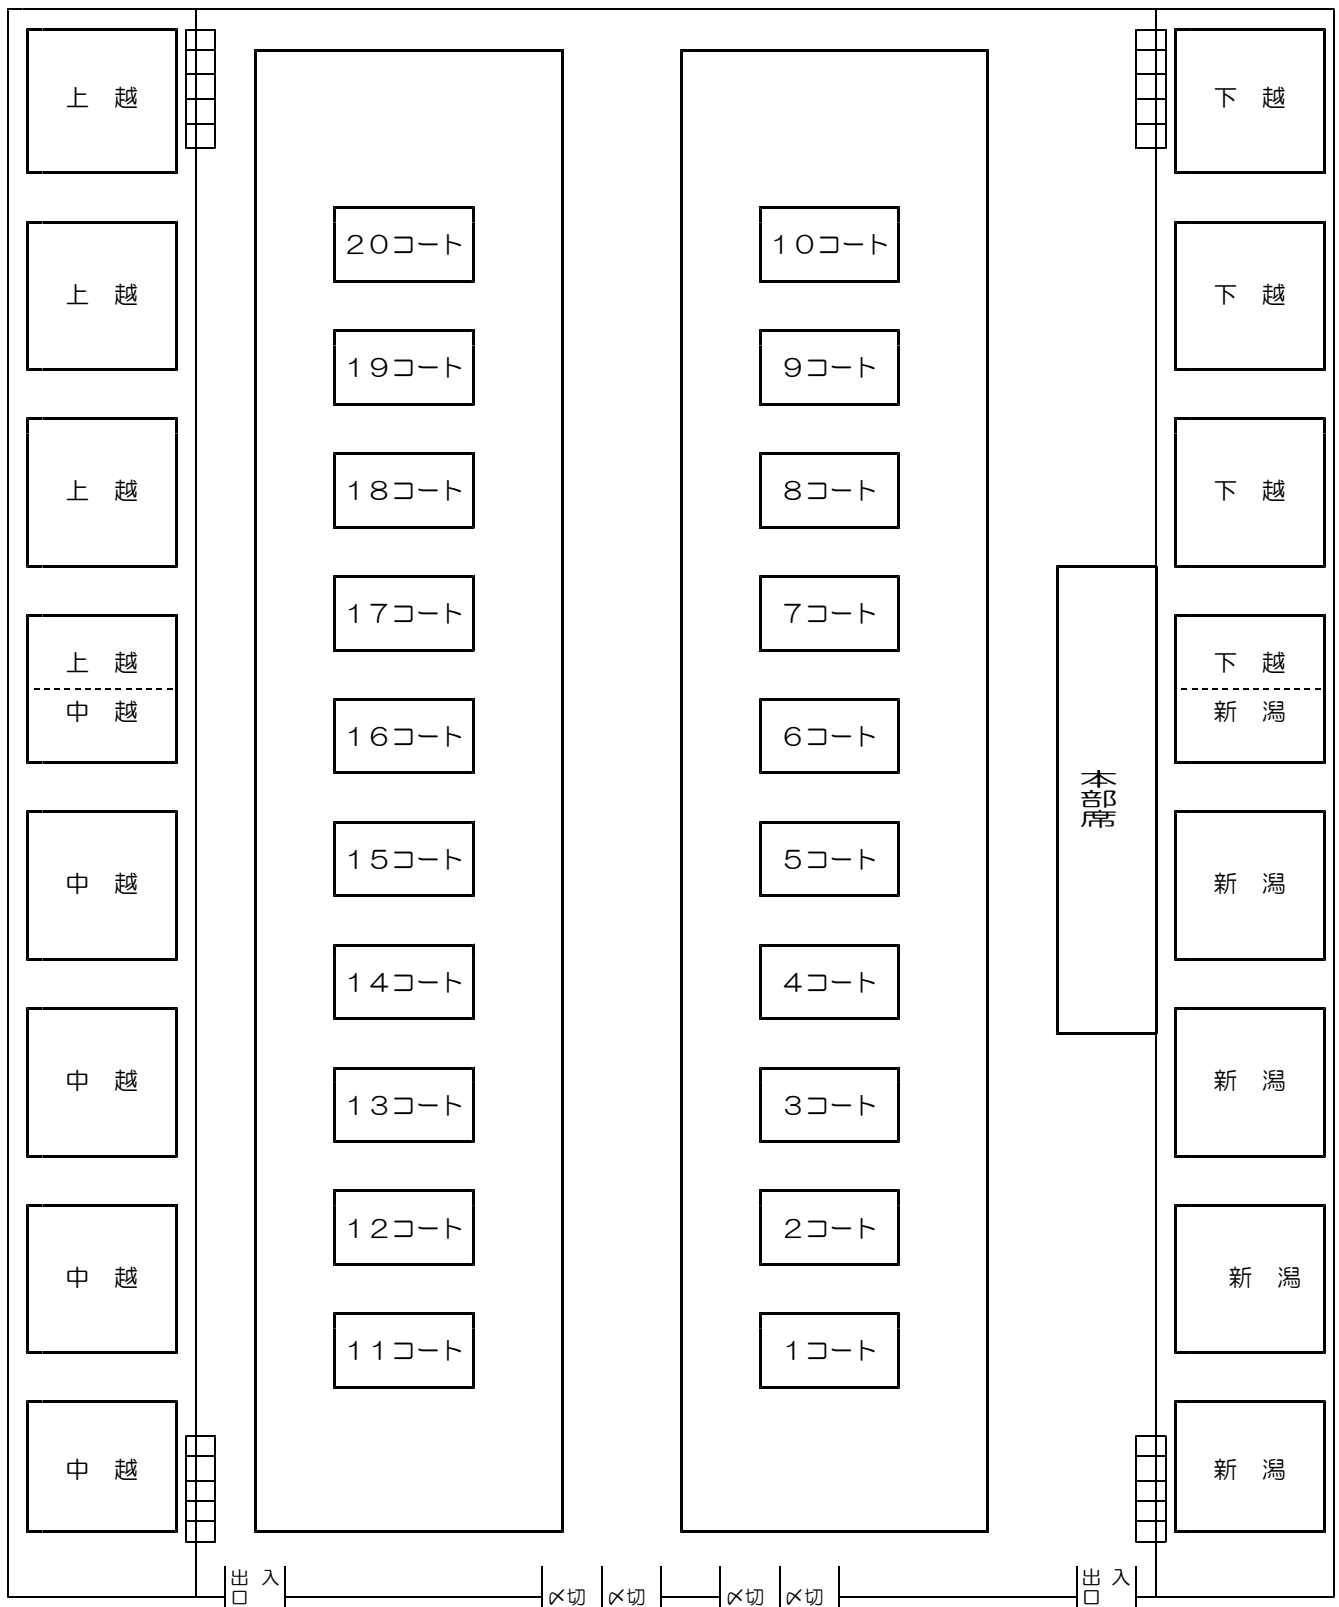 上　越
下　越
２０コート
１０コート
上　越
下　越
１９コート
９コート
上　越
下　越
１８コート
８コート
１７コート
７コート
上　越
中　越
下　越
新　潟
１６コート
６コート
本部席
１５コート
５コート
中　越
新　潟
１４コート
４コート
中　越
新　潟
１３コート
３コート
１２コート
２コート
中　越
新　潟
１１コート
１コート
中　越
新　潟
出入
口
〆切
〆切
〆切
〆切
出入
口